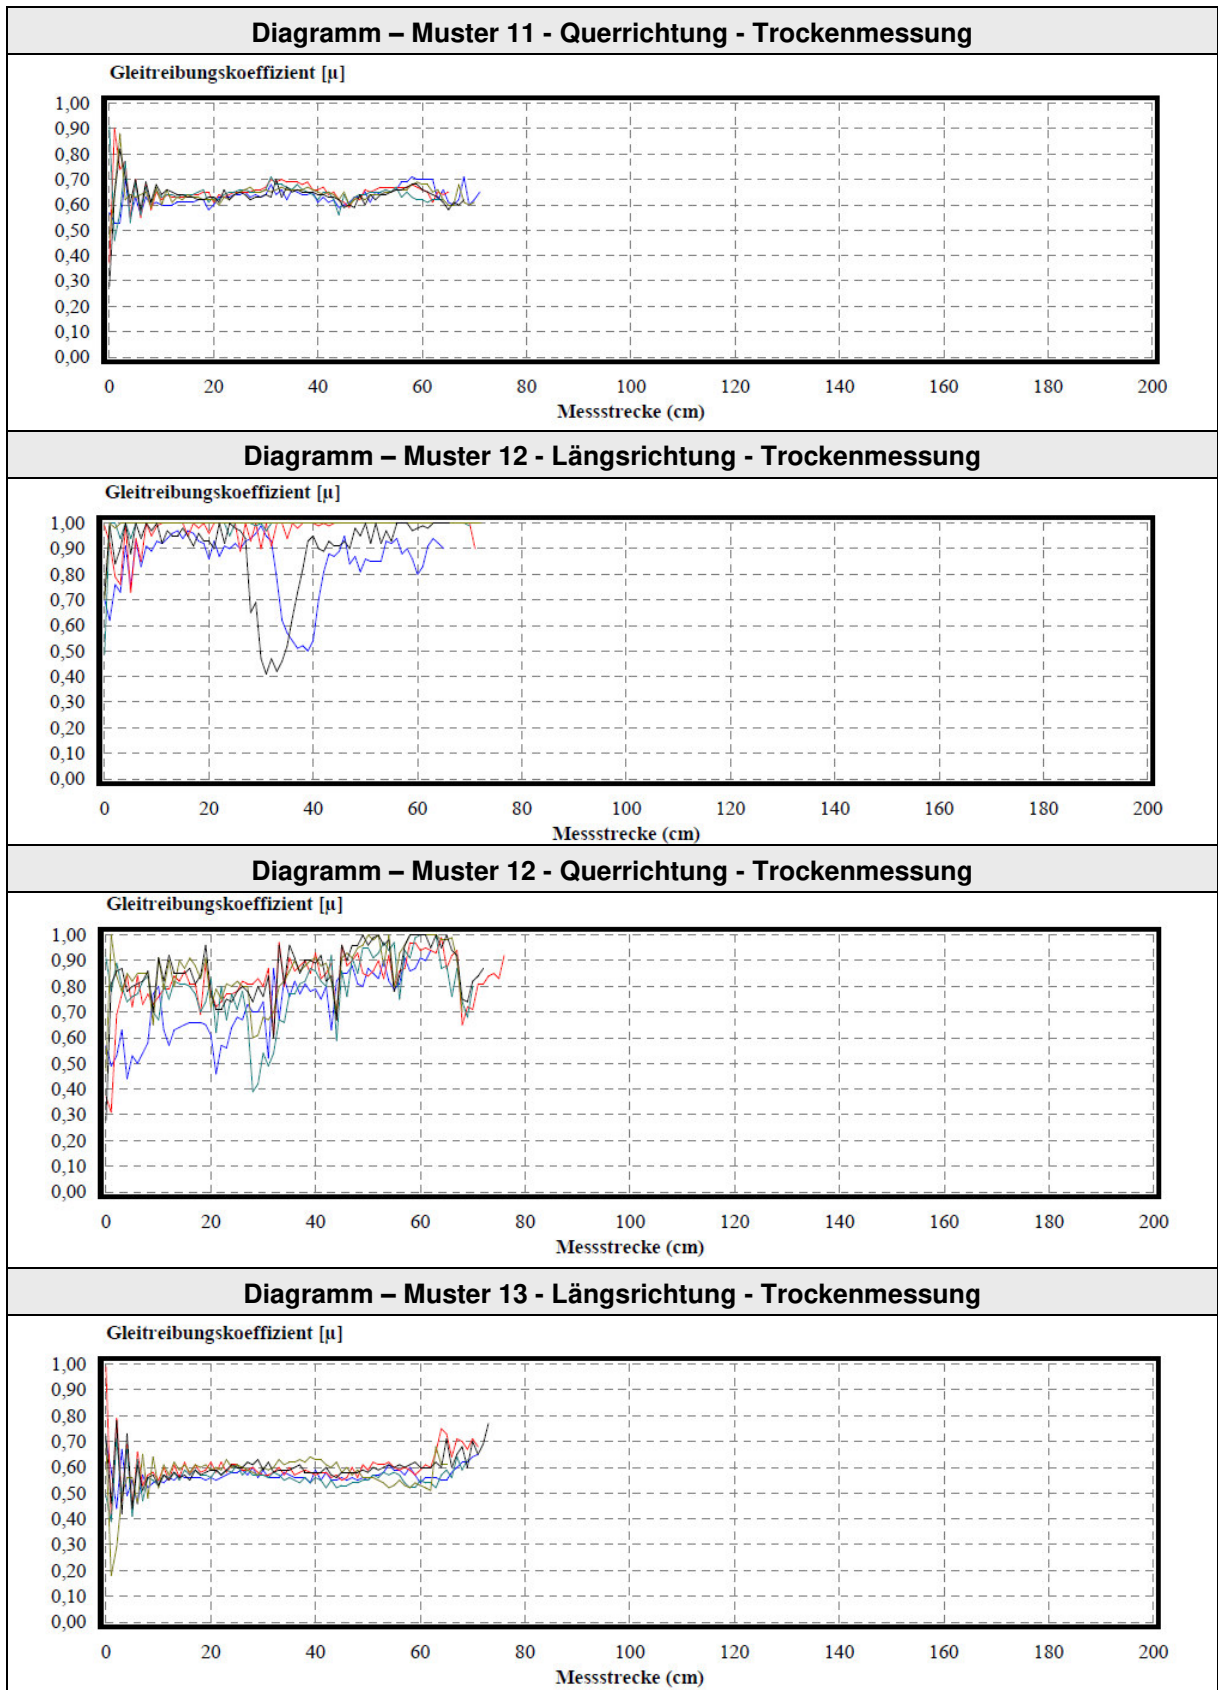 Diagramm – Muster 11 - Querrichtung - Trockenmessung
Gleitreibungskoeffizient [µ]
1,00
0,90
0,80
0,70
0,60
0,50
0,40
0,30
0,20
0,10
0,00
0 20 40 60 80 100 120 140 160 180 200
Messstrecke (cm)
Diagramm – Muster 12 - Längsrichtung - Trockenmessung
Gleitreibungskoeffizient [µ]
1,00
0,90
0,80
0,70
0,60
0,50
0,40
0,30
0,20
0,10
0,00
0 20 40 60 80 100 120 140 160 180 200
Messstrecke (cm)
Diagramm – Muster 12 - Querrichtung - Trockenmessung
Gleitreibungskoeffizient [µ]
1,00
0,90
0,80
0,70
0,60
0,50
0,40
0,30
0,20
0,10
0,00
0 20 40 60 80 100 120 140 160 180 200
Messstrecke (cm)
Diagramm – Muster 13 - Längsrichtung - Trockenmessung
Gleitreibungskoeffizient [µ]
1,00
0,90
0,80
0,70
0,60
0,50
0,40
0,30
0,20
0,10
0,00
0 20 40 60 80 100 120 140 160 180 200
Messstrecke (cm)